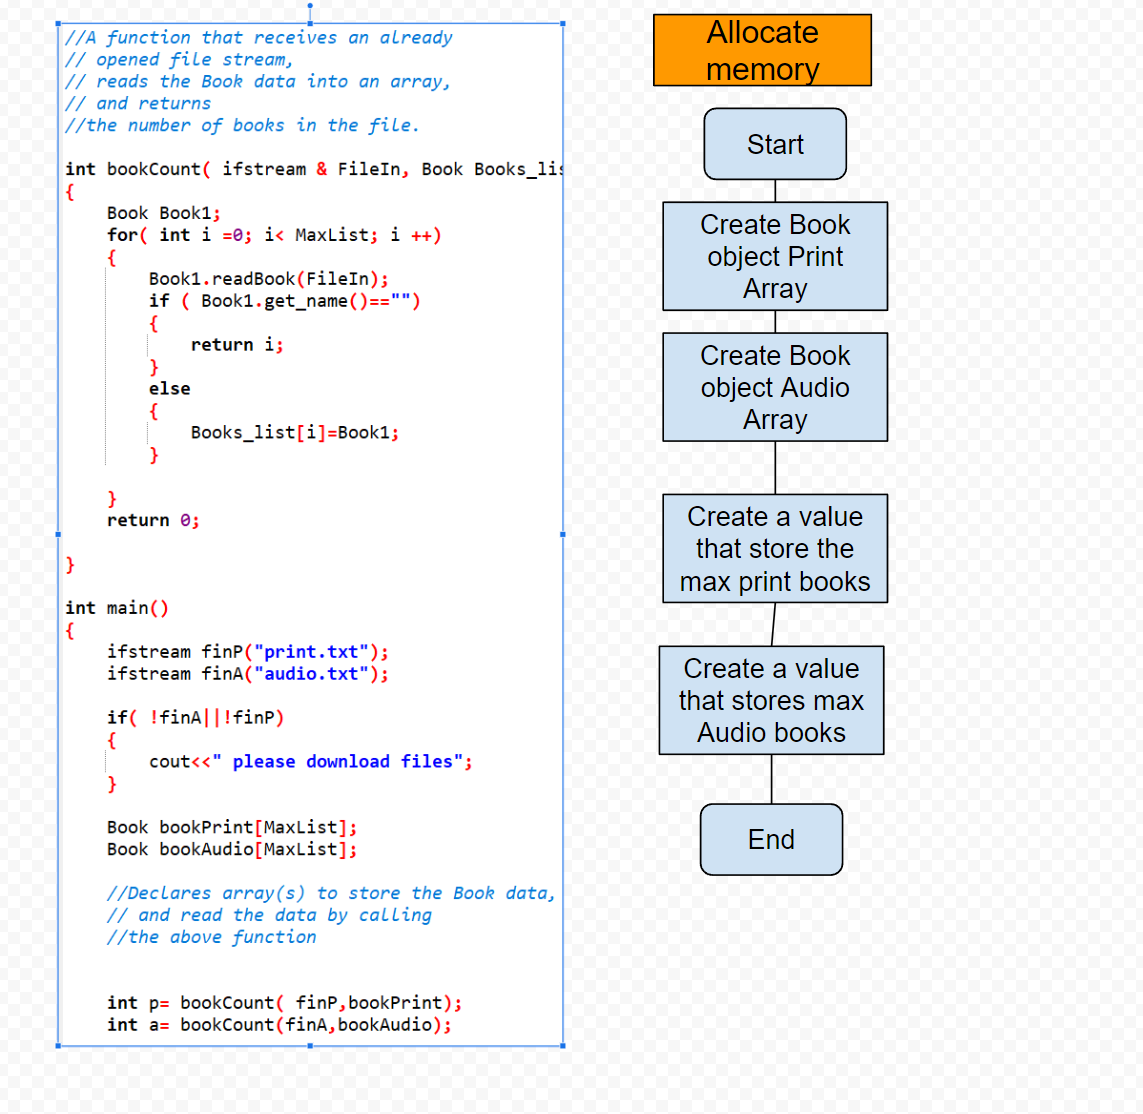 //A function that receives an already
// opened file stream,
// reads the Book data into an array,
// and returns
//the number of books in the file.
int bookCount( ifstream & FileIn, Book Books_lis
{
Book Book1;
for( int i =0; i< MaxList; i ++)
{
Book1.readBook(FileIn);
if ( Book1.get_name()=="")
{
return i;
}
else
{
Books_list[i]=Book1;
}
}
return 0;
}
int main()
{
ifstream finP("print.txt");
ifstream finA("audio.txt");
if( !finA||!finP)
{
cout<<" please download files";
}
Book bookPrint[MaxList];
Book bookAudio[MaxList];
//Declares array(s) to store the Book data,
// and read the data by calling
//the above function
int p= bookCount( finP,bookPrint);
int a= bookCount(finA,bookAudio);
Allocate
memory
Start
Create Book
object Print
Array
Create Book
object Audio
Array
Create a value
that store the
max print books
Create a value
that stores max
Audio books
End